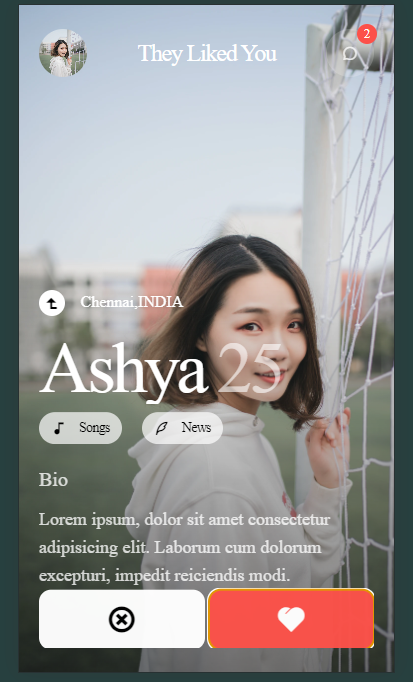 They Liked You
2
Chennai,INDIA
Ashya 25
Songs
News
Bio
Lorem ipsum, dolor sit amet consectetur
adipisicing elit. Laborum cum dolorum
excepturi, impedit reiciendis modi.